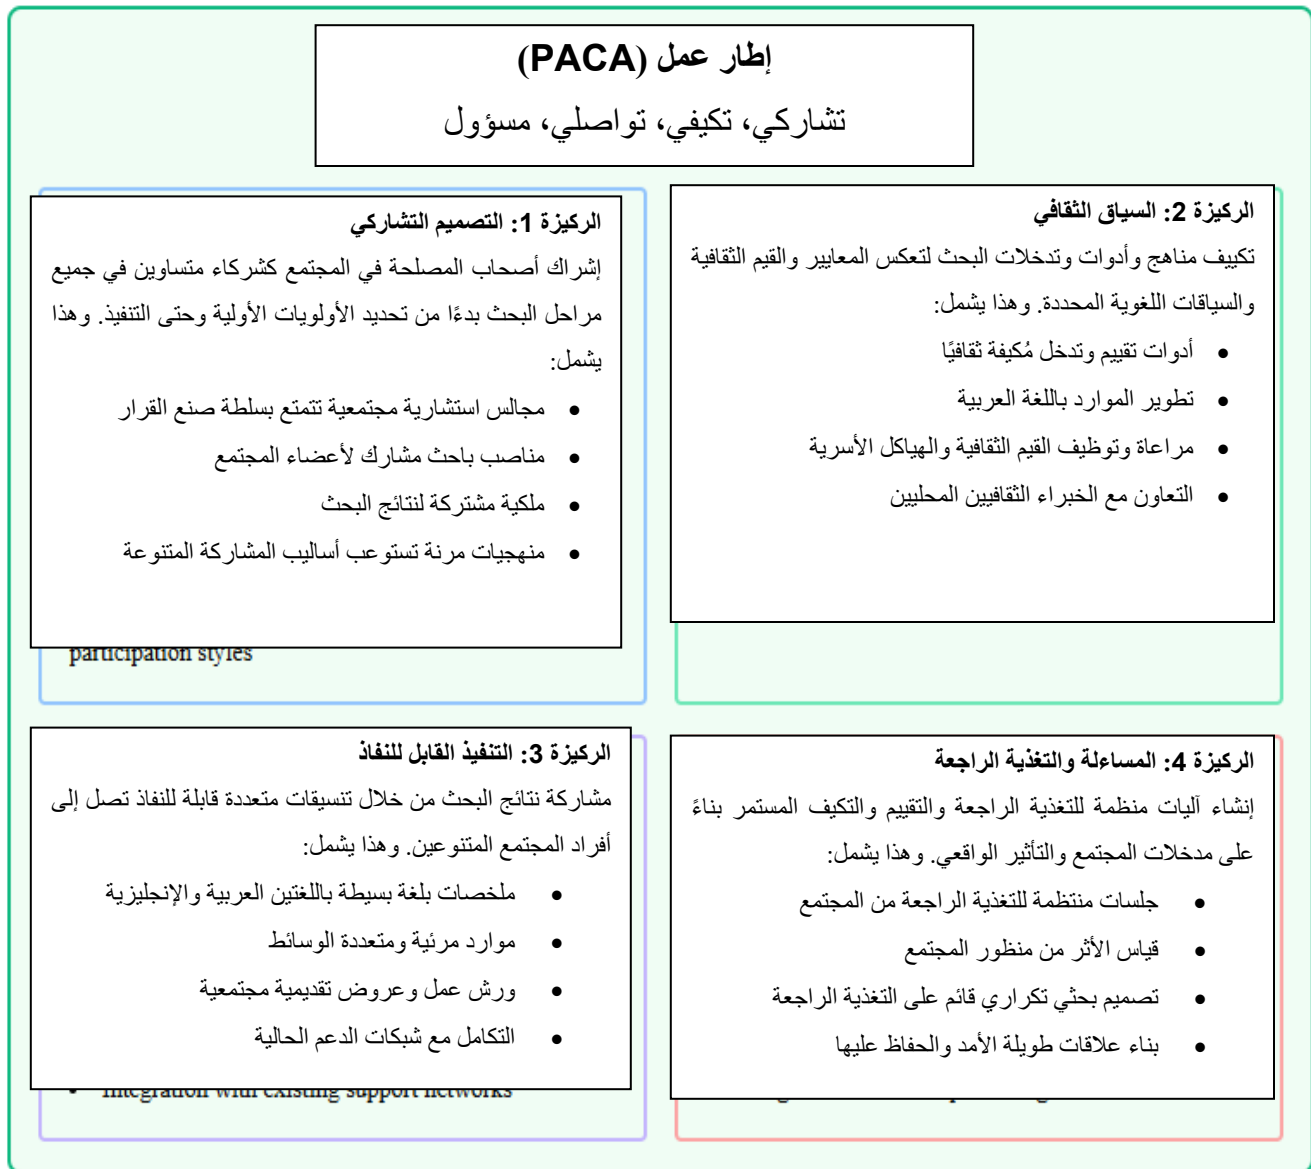 إطار عمل (PACA)
تشاركي، تكيفي، تواصلي، مسؤول
الركيزة 1: التصميم التشاركي
إشراك أصحاب المصلحة في المجتمع كشركاء متساوين في جميع
مراحل البحث بدءًا من تحديد الأولويات الأولية وحتى التنفيذ. وهذا
يشمل:
• مجالس استشارية مجتمعية تتمتع بسلطة صنع القرار
• مناصب باحث مشارك لأعضاء المجتمع
• ملكية مشتركة لنتائج البحث
• منهجيات مرنة تستوعب أساليب المشاركة المتنوعة
participation styles
الركيزة 2: السياق الثقافي
تكييف مناهج وأدوات وتدخلات البحث لتعكس المعايير والقيم الثقافية
والسياقات اللغوية المحددة. وهذا يشمل:
• أدوات تقييم وتدخل مُكيفة ثقافيًا
• تطوير الموارد باللغة العربية
• مراعاة وتوظيف القيم الثقافية والهياكل الأسرية
• التعاون مع الخبراء الثقافيين المحليين
الركيزة 3: التنفيذ القابل للنفاذ
مشاركة نتائج البحث من خلال تنسيقات متعددة قابلة للنفاذ تصل إلى
أفراد المجتمع المتنوعين. وهذا يشمل:
• ملخصات بلغة بسيطة باللغتين العربية والإنجليزية
• موارد مرئية ومتعددة الوسائط
• ورش عمل وعروض تقديمية مجتمعية
• التكامل مع شبكات الدعم الحالية
• Integration with existing support networks
الركيزة 4: المساءلة والتغذية الراجعة
إنشاء آليات منظمة للتغذية الراجعة والتقييم والتكيف المستمر بناءً
على مدخلات المجتمع والتأثير الواقعي. وهذا يشمل:
• جلسات منتظمة للتغذية الراجعة من المجتمع
• قياس الأثر من منظور المجتمع
• تصميم بحثي تكراري قائم على التغذية الراجعة
• بناء علاقات طويلة الأمد والحفاظ عليها